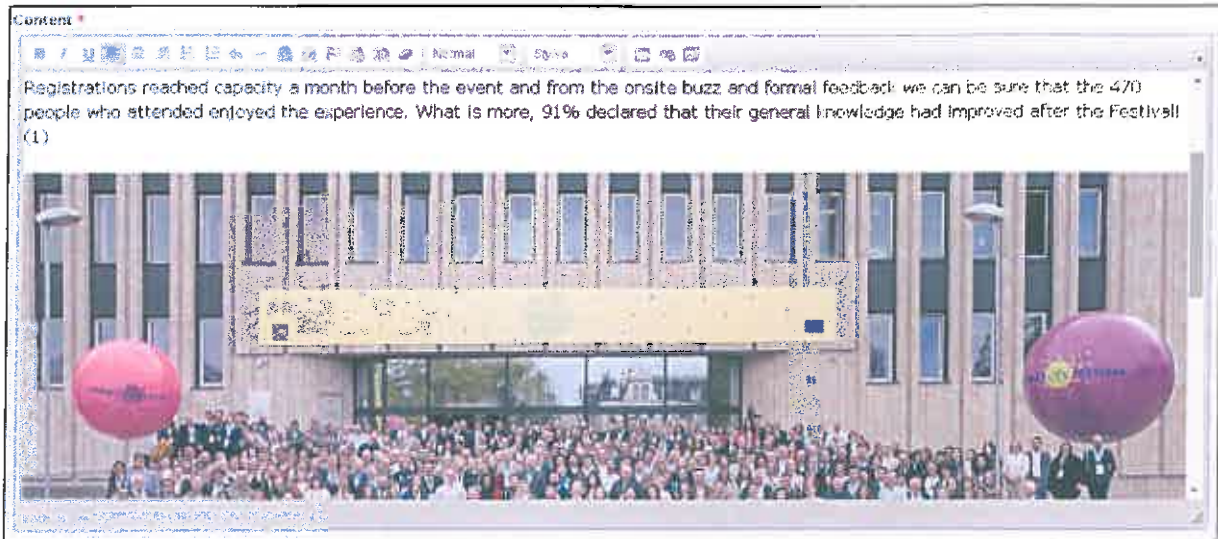 Content *
Normal
Styles
Registrations reached capacity a month before the event and from the onsite buzz and formal feedback we can be sure that the 470
people who attended enjoyed the experience. What is more, 91% declared that their general knowledge had improved after the Festival!
(1)